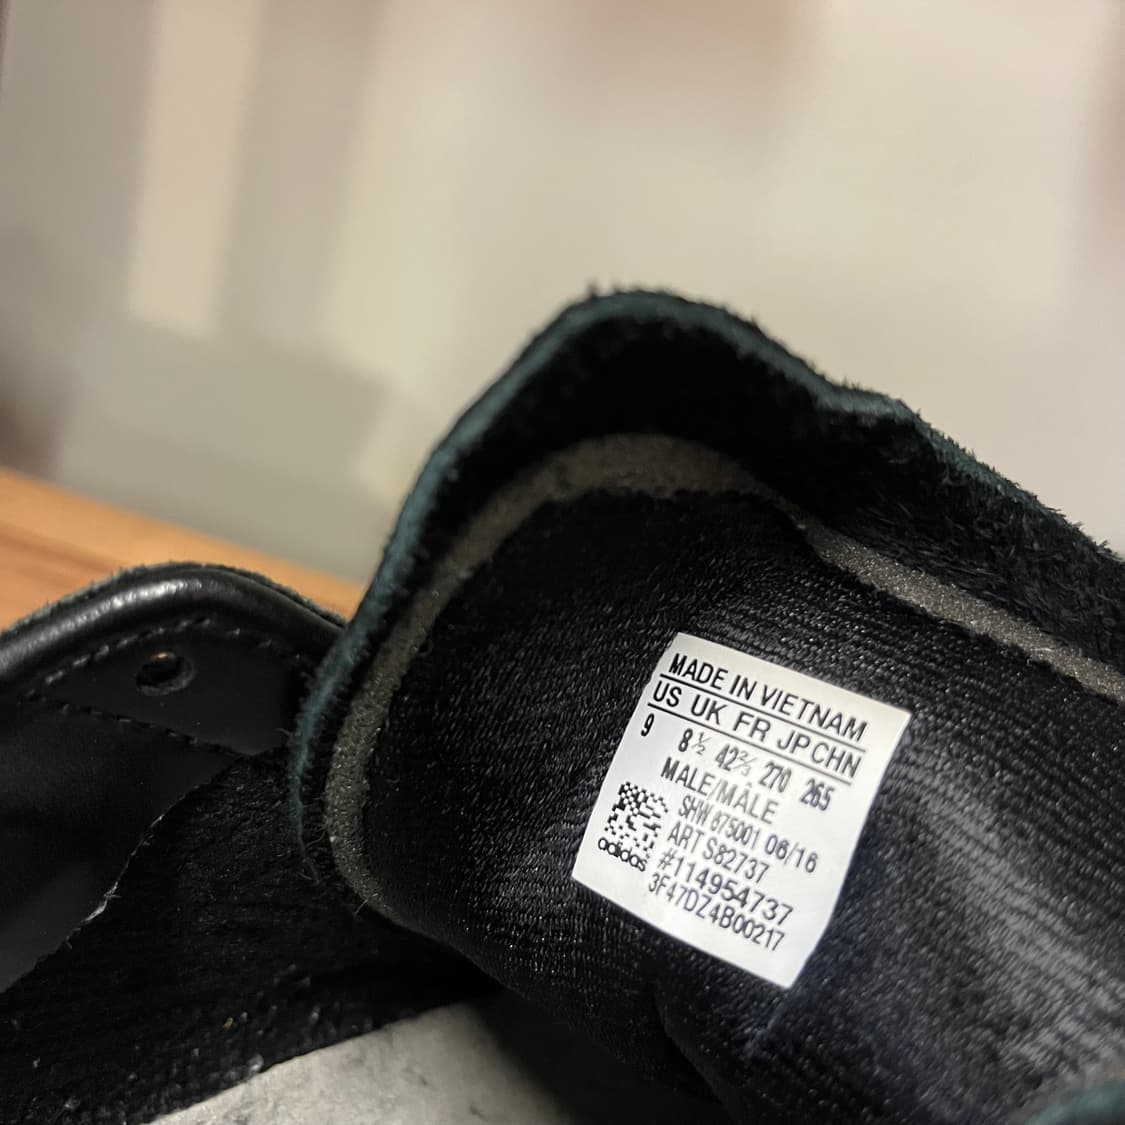 MADE IN VIETNAM
US UK FR JP CHN
9 8½ 42⅔ 270 265
MALE/MÂLE
SHW 675001 06/16
ART S82737
#114954737
3F47DZ4B00217
adidas